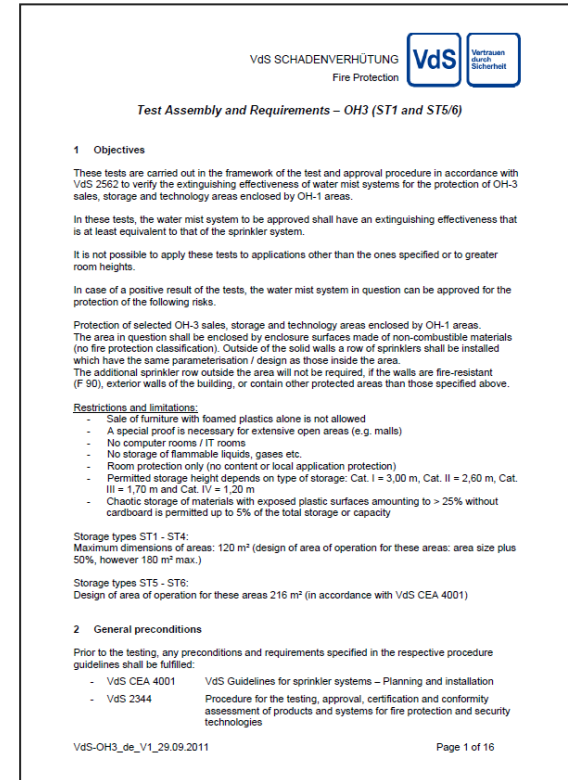 VdS SCHADENVERHÜTUNG
Fire Protection
VdS
Vertrauen
durch
Sicherheit
Test Assembly and Requirements – OH3 (ST1 and ST5/6)
1 Objectives
These tests are carried out in the framework of the test and approval procedure in accordance with
VdS 2562 to verify the extinguishing effectiveness of water mist systems for the protection of OH-3
sales, storage and technology areas enclosed by OH-1 areas.
In these tests, the water mist system to be approved shall have an extinguishing effectiveness that
is at least equivalent to that of the sprinkler system.
It is not possible to apply these tests to applications other than the ones specified or to greater
room heights.
In case of a positive result of the tests, the water mist system in question can be approved for the
protection of the following risks.
Protection of selected OH-3 sales, storage and technology areas enclosed by OH-1 areas.
The area in question shall be enclosed by enclosure surfaces made of non-combustible materials
(no fire protection classification). Outside of the solid walls a row of sprinklers shall be installed
which have the same parameterisation / design as those inside the area.
The additional sprinkler row outside the area will not be required, if the walls are fire-resistant
(F 90), exterior walls of the building, or contain other protected areas than those specified above.
Restrictions and limitations:
- Sale of furniture with foamed plastics alone is not allowed
- A special proof is necessary for extensive open areas (e.g. malls)
- No computer rooms / IT rooms
- No storage of flammable liquids, gases etc.
- Room protection only (no content or local application protection)
- Permitted storage height depends on type of storage: Cat. I = 3,00 m, Cat. II = 2,60 m, Cat.
III = 1,70 m and Cat. IV = 1,20 m
- Chaotic storage of materials with exposed plastic surfaces amounting to > 25% without
cardboard is permitted up to 5% of the total storage or capacity
Storage types ST1 - ST4:
Maximum dimensions of areas: 120 m² (design of area of operation for these areas: area size plus
50%, however 180 m² max.)
Storage types ST5 - ST6:
Design of area of operation for these areas 216 m² (in accordance with VdS CEA 4001)
2 General preconditions
Prior to the testing, any preconditions and requirements specified in the respective procedure
guidelines shall be fulfilled:
- VdS CEA 4001 VdS Guidelines for sprinkler systems – Planning and installation
- VdS 2344 Procedure for the testing, approval, certification and conformity
assessment of products and systems for fire protection and security
technologies
VdS-OH3_de_V1_29.09.2011 Page 1 of 16